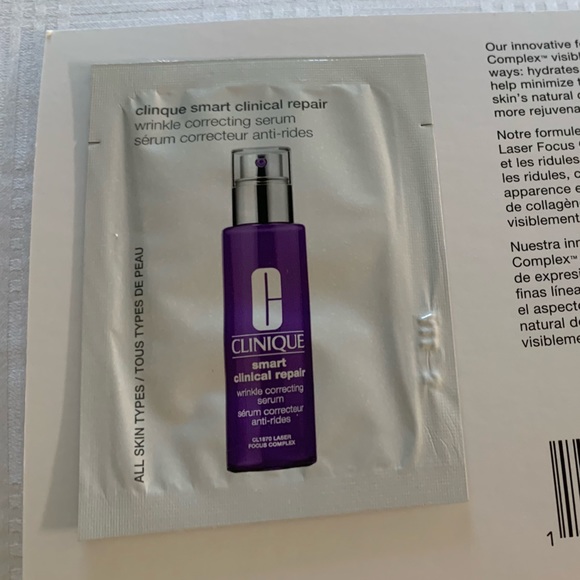 clinque smart clinical repair
wrinkle correcting serum
sérum correcteur anti-rides
ALL SKIN TYPES / TOUS TYPES DE PEAU
C
CLINIQUE
smart
clinical repair
wrinkle correcting
serum
sérum correcteur
anti-rides
CL1870 LASER
FOCUS COMPLEX
Our innovative
Complex™ visib
ways: hydrates
help minimize
skin's natural
more rejuvena
Notre formule
Laser Focus
et les ridules
les ridules,
apparence
de collagèn
visiblement
Nuestra inn
Complex™
de expresi
finas línea
el aspect
natural d
visibleme
1